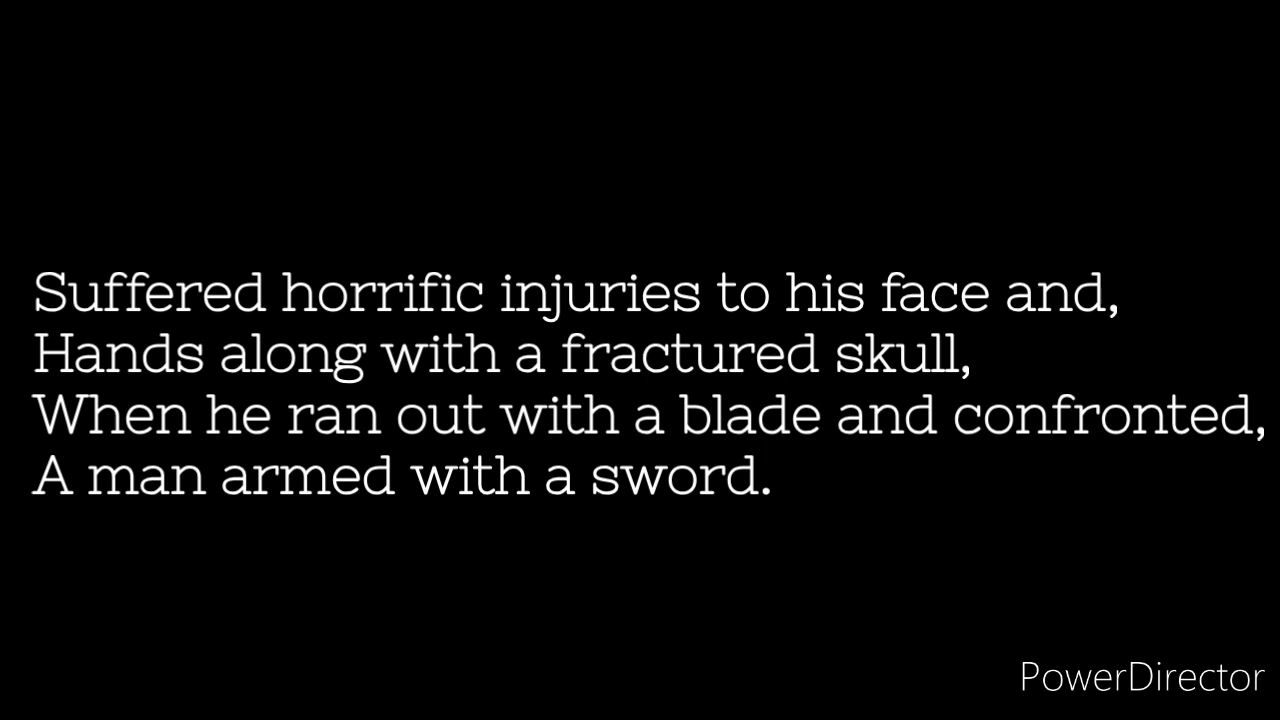 Suffered horrific injuries to his face and,
Hands along with a fractured skull,
When he ran out with a blade and confronted,
A man armed with a sword.
PowerDirector